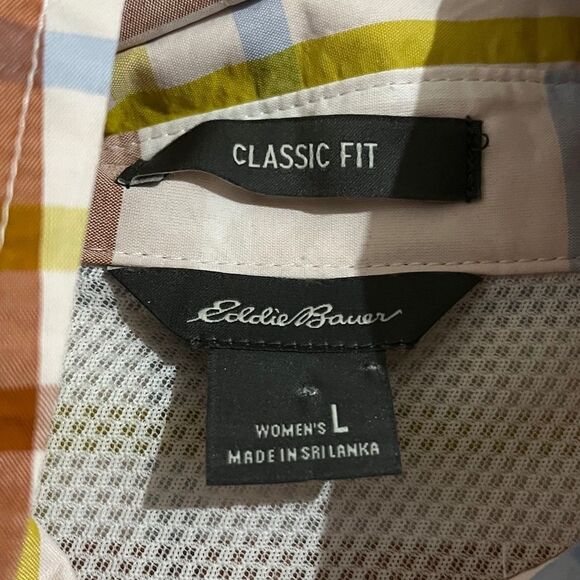 CLASSIC FIT
Eddie Bauer
WOMEN'S L
MADE IN SRI LANKA